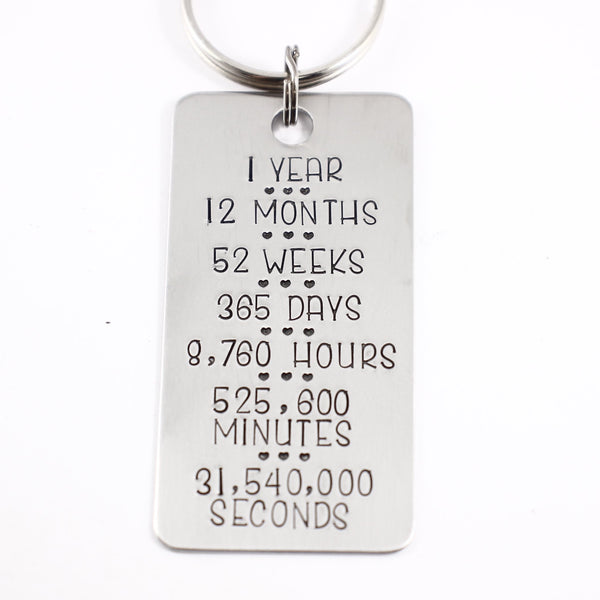 1 YEAR
12 MONTHS
52 WEEKS
365 DAYS
8,760 HOURS
525,600
MINUTES
31,540,000
SECONDS